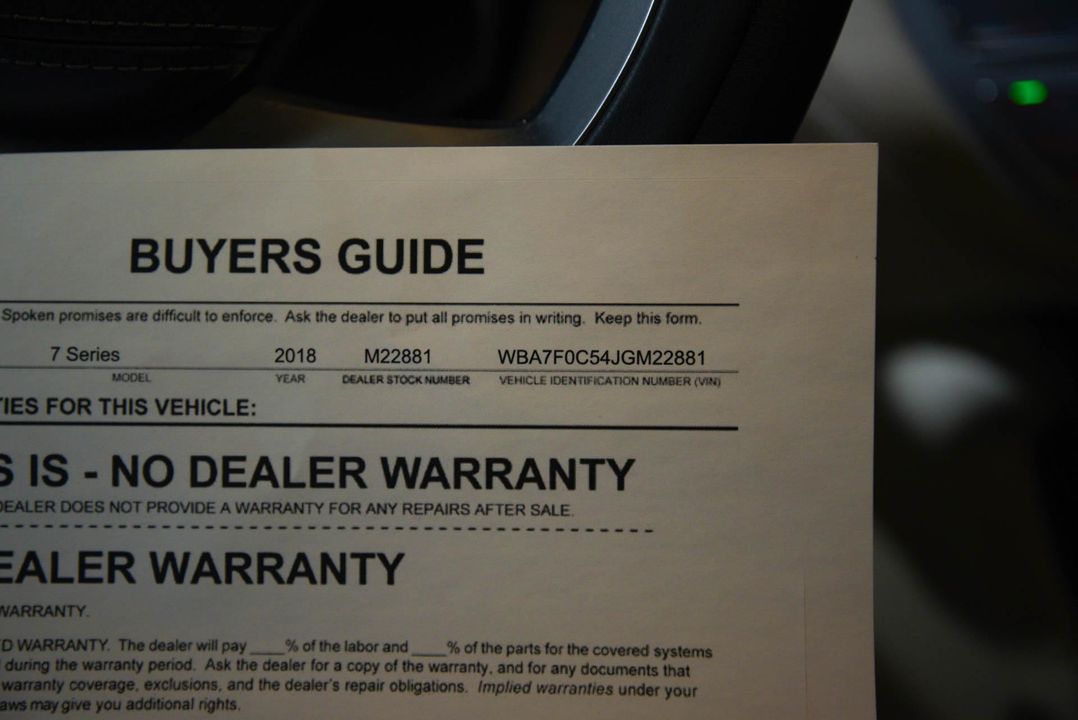 BUYERS GUIDE
Spoken promises are difficult to enforce. Ask the dealer to put all promises in writing. Keep this form.
7 Series 2018 M22881 WBA7F0C54JGM22881
MODEL YEAR DEALER STOCK NUMBER VEHICLE IDENTIFICATION NUMBER (VIN)
TIES FOR THIS VEHICLE:
S IS - NO DEALER WARRANTY
DEALER DOES NOT PROVIDE A WARRANTY FOR ANY REPAIRS AFTER SALE.
EALER WARRANTY
WARRANTY.
D WARRANTY. The dealer will pay ____% of the labor and ____% of the parts for the covered systems
during the warranty period. Ask the dealer for a copy of the warranty, and for any documents that
warranty coverage, exclusions, and the dealer's repair obligations. Implied warranties under your
aws may give you additional rights.